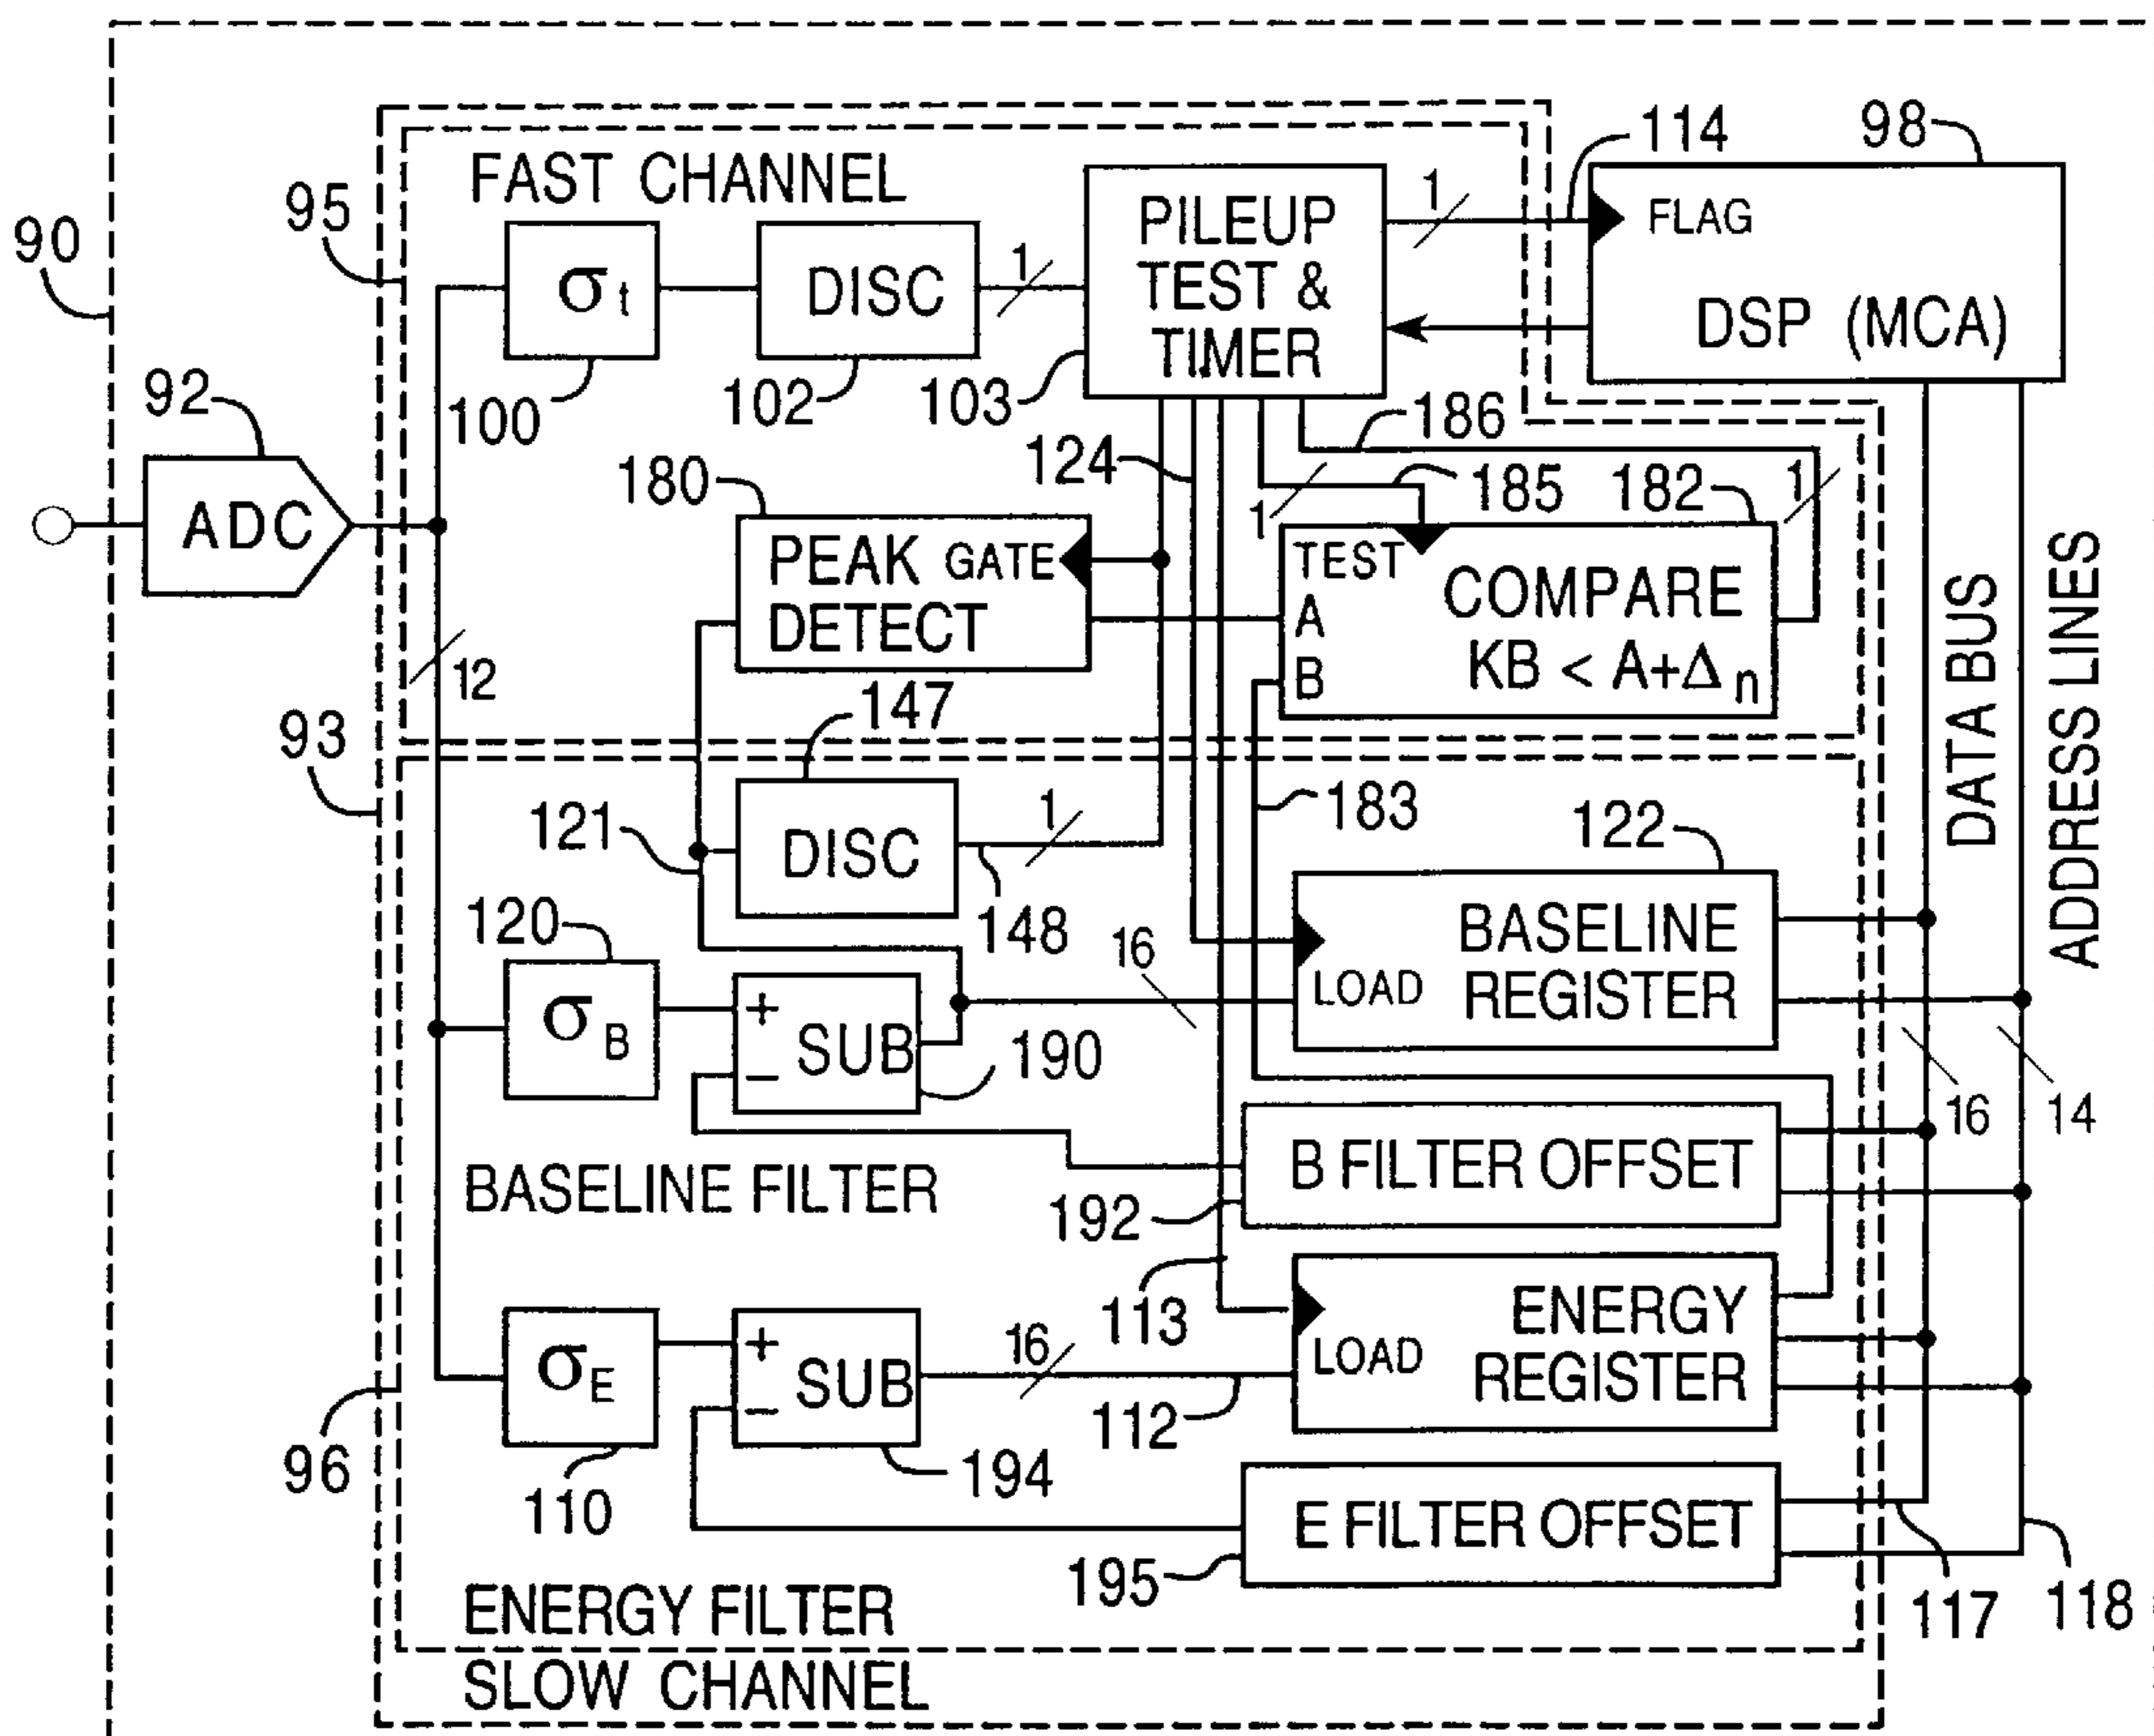 114
98
FAST CHANNEL
95
90
PILEUP
TEST &
TIMER
1
FLAG
DSP (MCA)
σt
DISC
1
92
100
102
103
186
124
180
185
182
1
1
ADC
PEAK
DETECT
GATE
TEST
A
B
COMPARE
KB < A+Δn
DATA BUS
ADDRESS LINES
12
147
93
183
121
DISC
1
122
148
120
16
BASELINE
REGISTER
LOAD
σB
+
−
SUB
190
16
14
BASELINE FILTER
B FILTER OFFSET
192
113
ENERGY
REGISTER
LOAD
σE
+
−
SUB
16
112
96
110
194
E FILTER OFFSET
195
117
118
ENERGY FILTER
SLOW CHANNEL